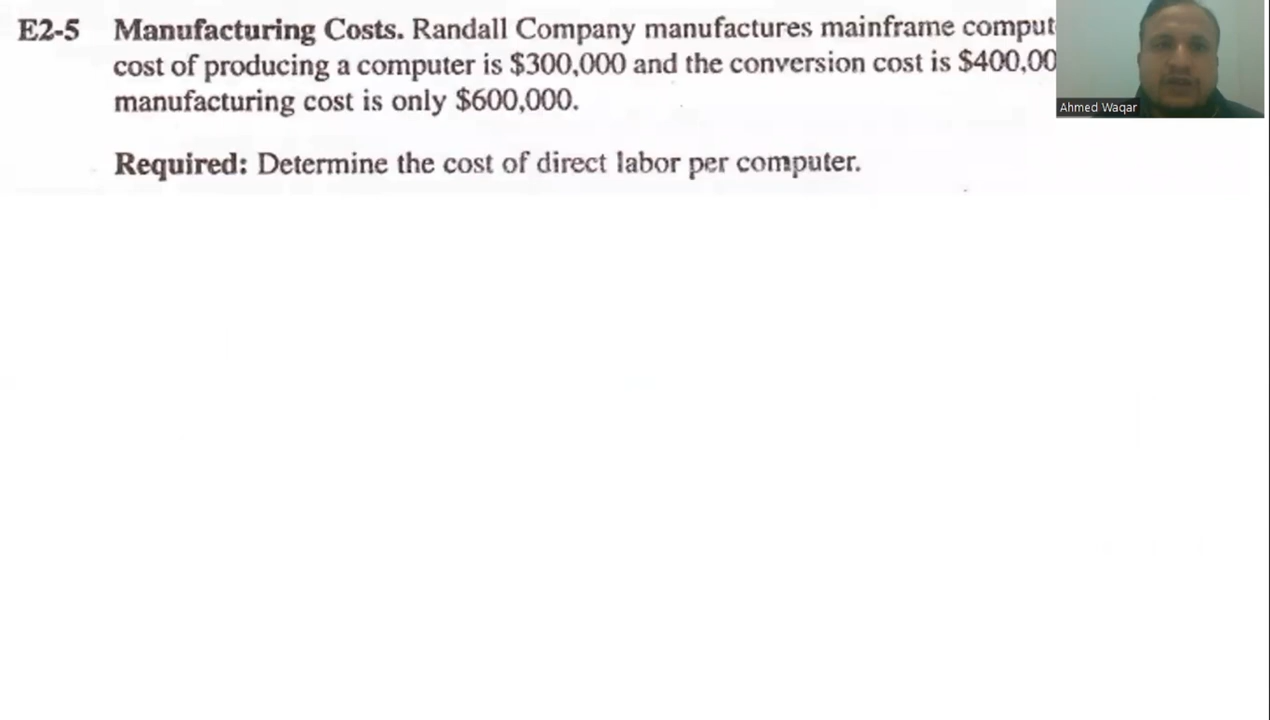 E2-5 Manufacturing Costs. Randall Company manufactures mainframe comput
cost of producing a computer is $300,000 and the conversion cost is $400,00
manufacturing cost is only $600,000.
Required: Determine the cost of direct labor per computer.
Ahmed Waqar